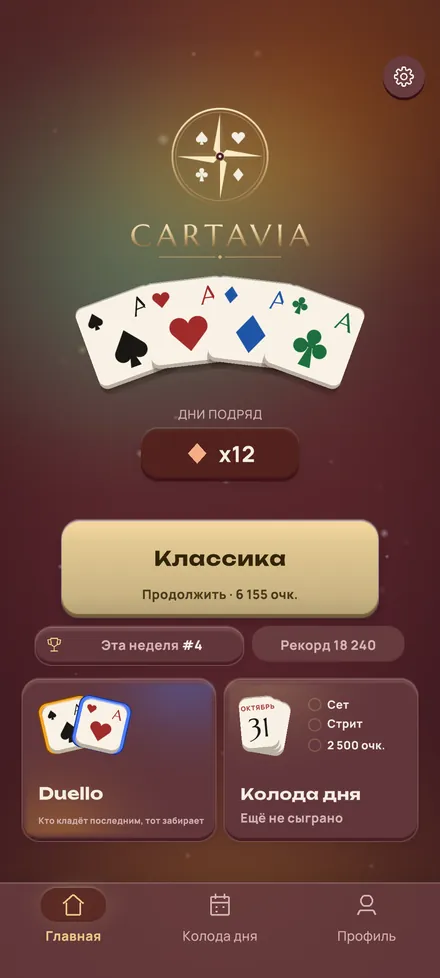 CARTAVIA
A A A A
ДНИ ПОДРЯД
x12
Классика
Продолжить · 6 155 очк.
Эта неделя #4
Рекорд 18 240
A A
ОКТЯБРЬ
31
Сет
Стрит
2 500 очк.
Duello
Кто кладёт последним, тот забирает
Колода дня
Ещё не сыграно
Главная
Колода дня
Профиль